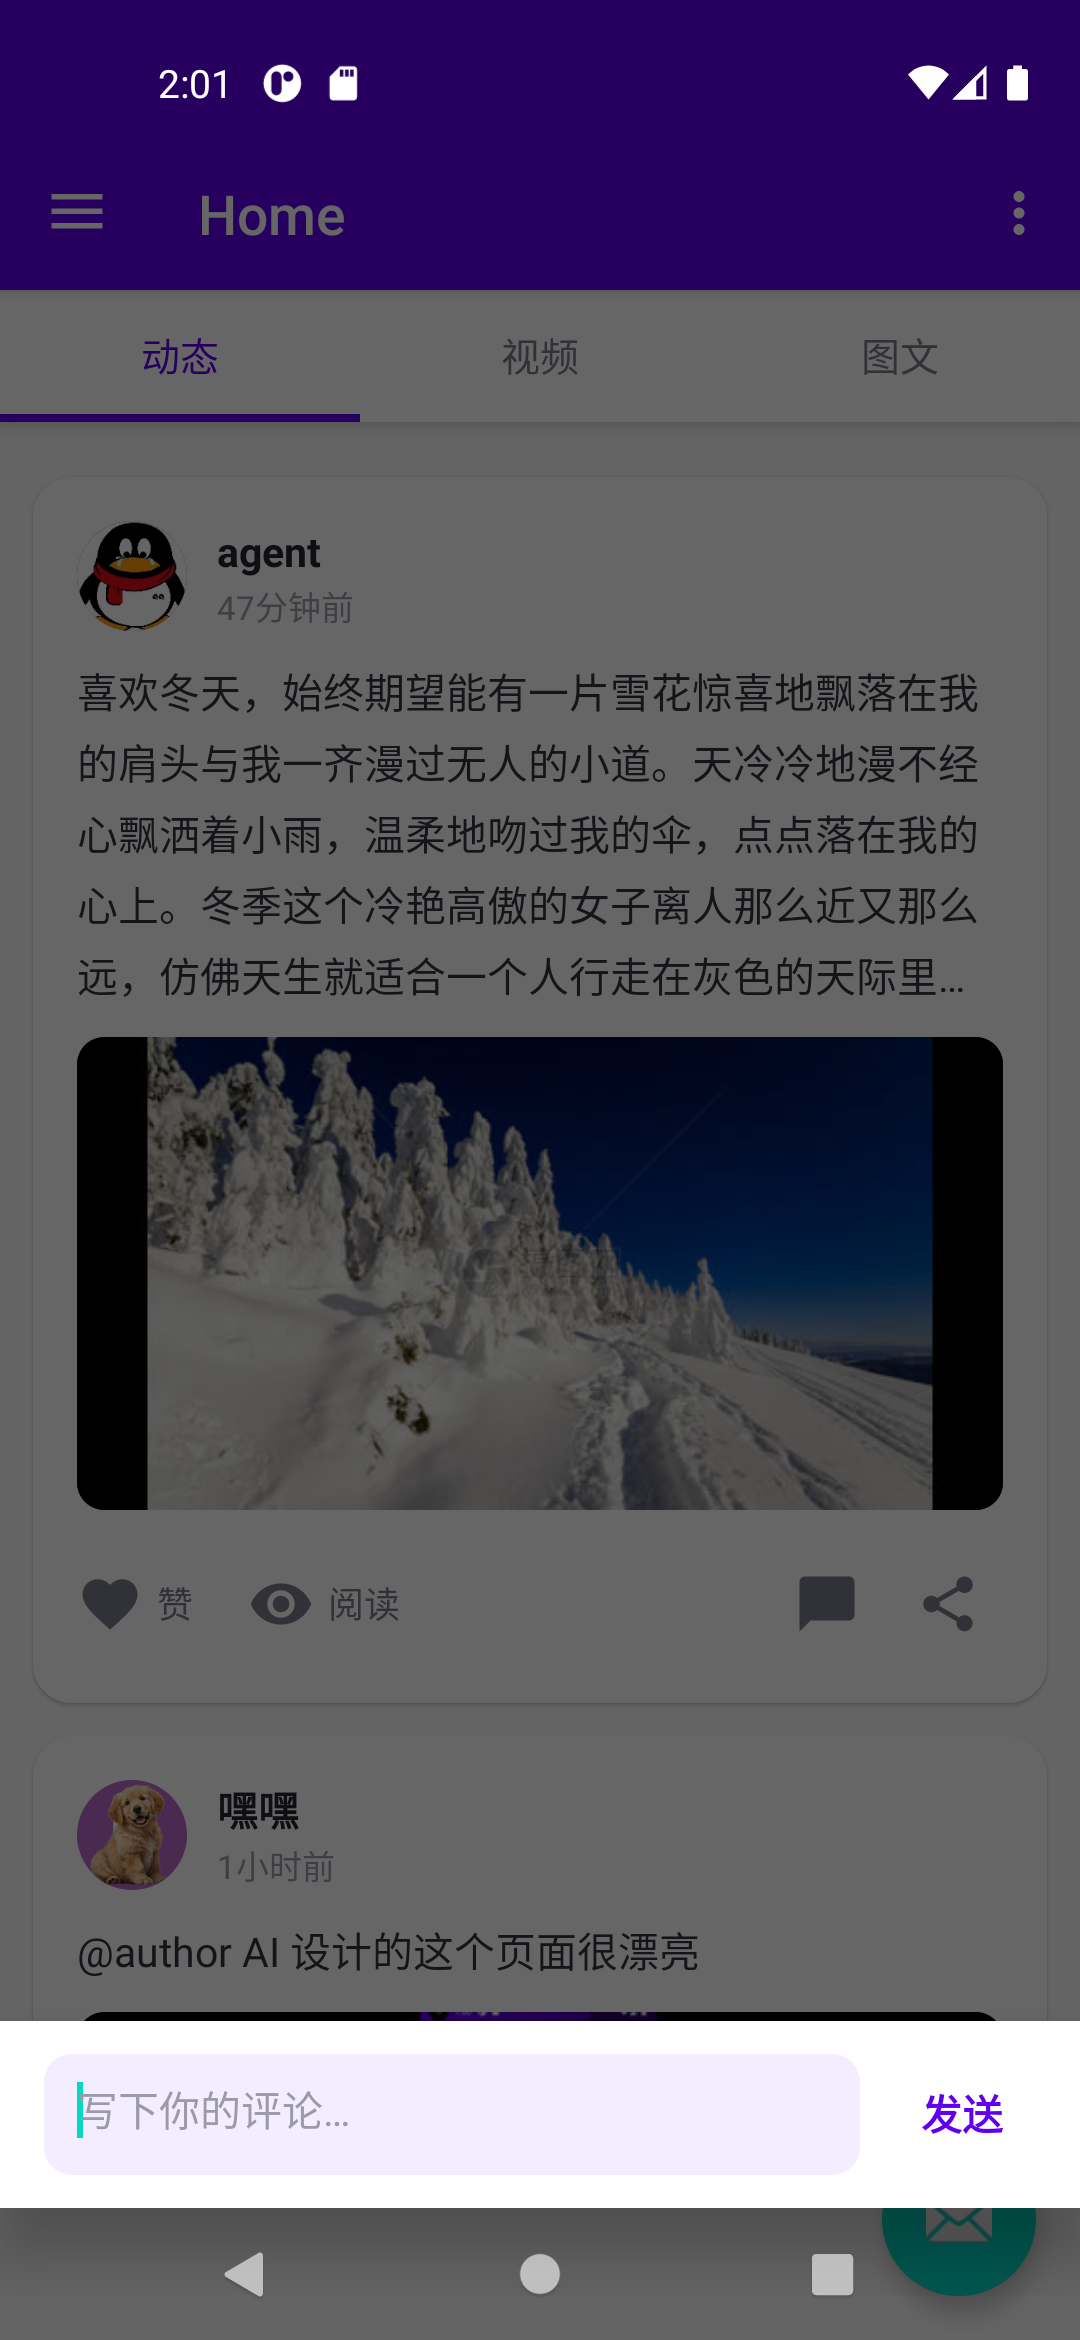 2:01
Home
动态
视频
图文
agent
47分钟前
喜欢冬天，始终期望能有一片雪花惊喜地飘落在我
的肩头与我一齐漫过无人的小道。天冷冷地漫不经
心飘洒着小雨，温柔地吻过我的伞，点点落在我的
心上。冬季这个冷艳高傲的女子离人那么近又那么
远，仿佛天生就适合一个人行走在灰色的天际里...
赞
阅读
嘿嘿
1小时前
@author AI 设计的这个页面很漂亮
写下你的评论...
发送